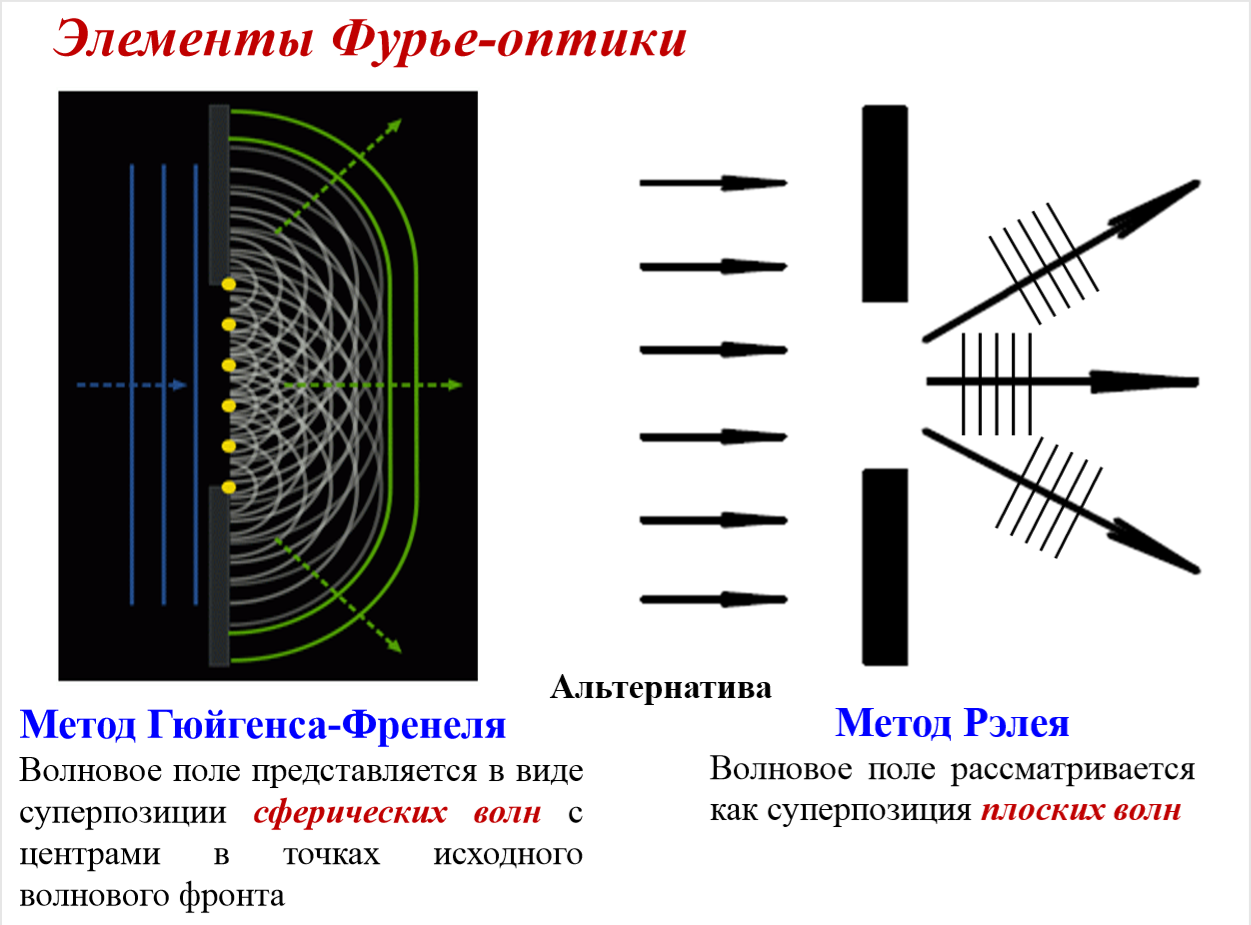 Элементы Фурье-оптики
Альтернатива
Метод Гюйгенса-Френеля
Волновое поле представляется в виде
суперпозиции сферических волн с
центрами в точках исходного
волнового фронта
Метод Рэлея
Волновое поле рассматривается
как суперпозиция плоских волн